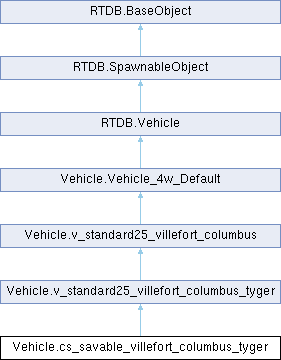 RTDB.BaseObject
RTDB.SpawnableObject
RTDB.Vehicle
Vehicle.Vehicle_4w_Default
Vehicle.v_standard25_villefort_columbus
Vehicle.v_standard25_villefort_columbus_tyger
Vehicle.cs_savable_villefort_columbus_tyger